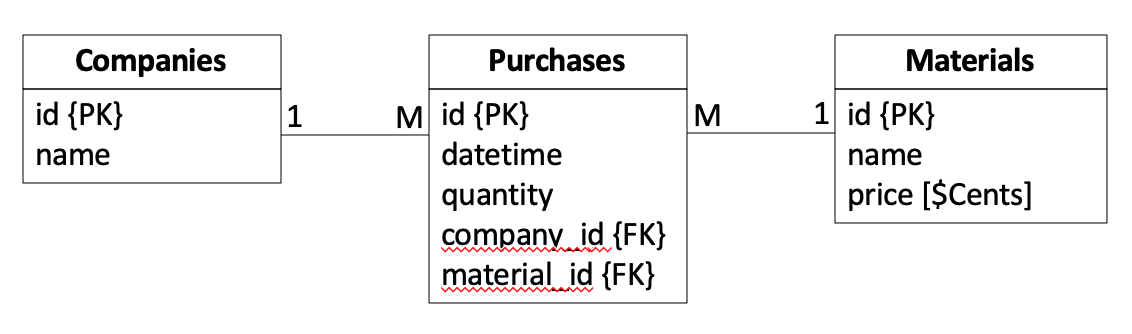 Companies
id {PK}
name
1
M
Purchases
id {PK}
datetime
quantity
company_id {FK}
material_id {FK}
M
1
Materials
id {PK}
name
price [$Cents]